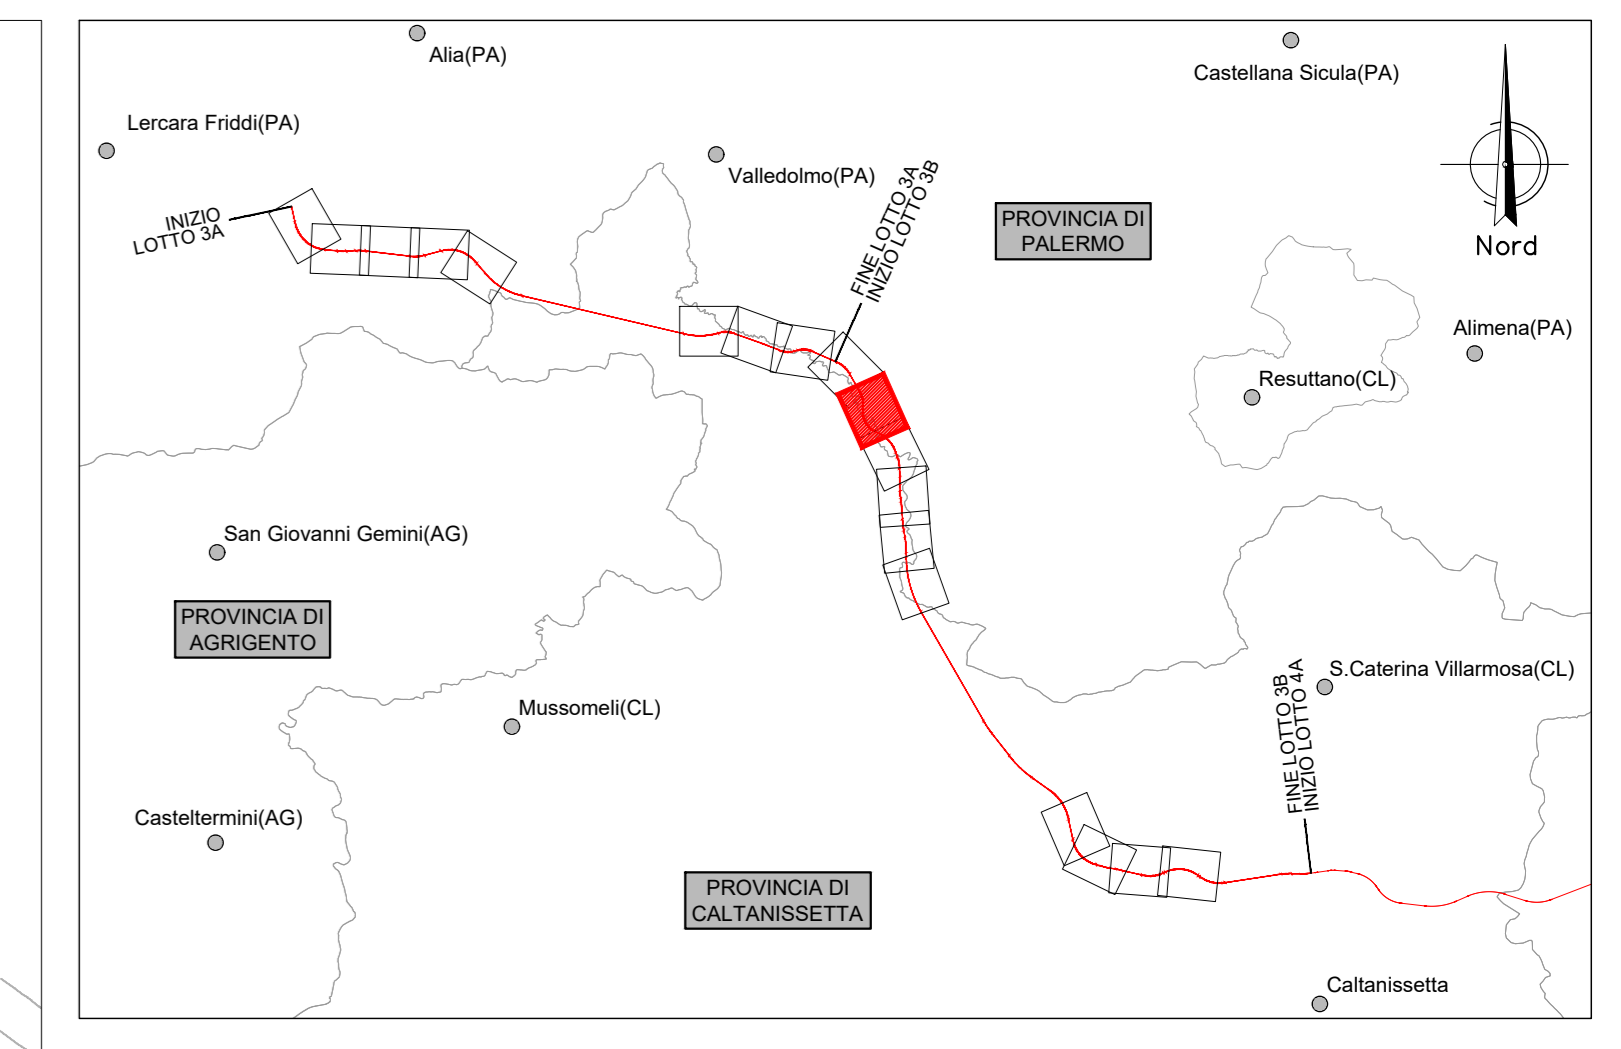 Alia(PA)
Castellana Sicula(PA)
Lercara Friddi(PA)
Valledolmo(PA)
INIZIO
LOTTO 3A
FINE LOTTO 3A
INIZIO LOTTO 3B
PROVINCIA DI
PALERMO
Nord
Alimena(PA)
Resuttano(CL)
San Giovanni Gemini(AG)
PROVINCIA DI
AGRIGENTO
S.Caterina Villarmosa(CL)
Mussomeli(CL)
FINE LOTTO 3B
INIZIO LOTTO 4A
Casteltermini(AG)
PROVINCIA DI
CALTANISSETTA
Caltanissetta